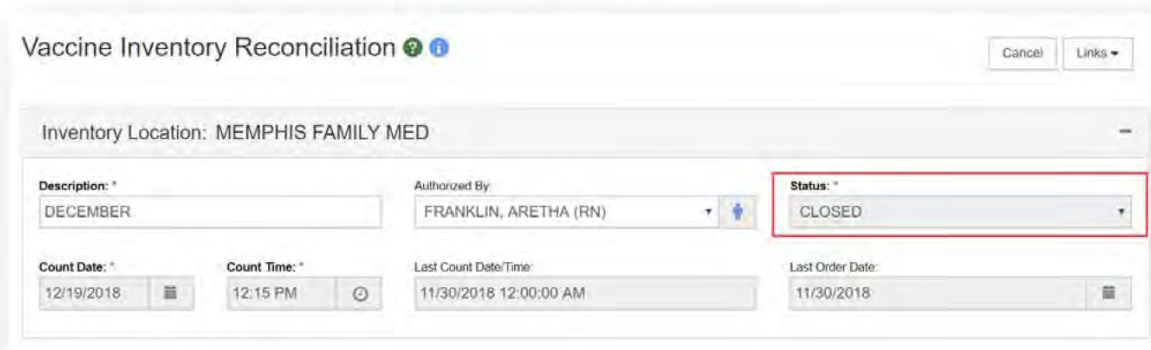 Vaccine Inventory Reconciliation ? i
Cancel Links
Inventory Location: MEMPHIS FAMILY MED
Description: * Authorized By: Status: *
DECEMBER FRANKLIN, ARETHA (RN) CLOSED
Count Date: * Count Time: * Last Count Date/Time: Last Order Date:
12/19/2018 12:15 PM 11/30/2018 12:00:00 AM 11/30/2018